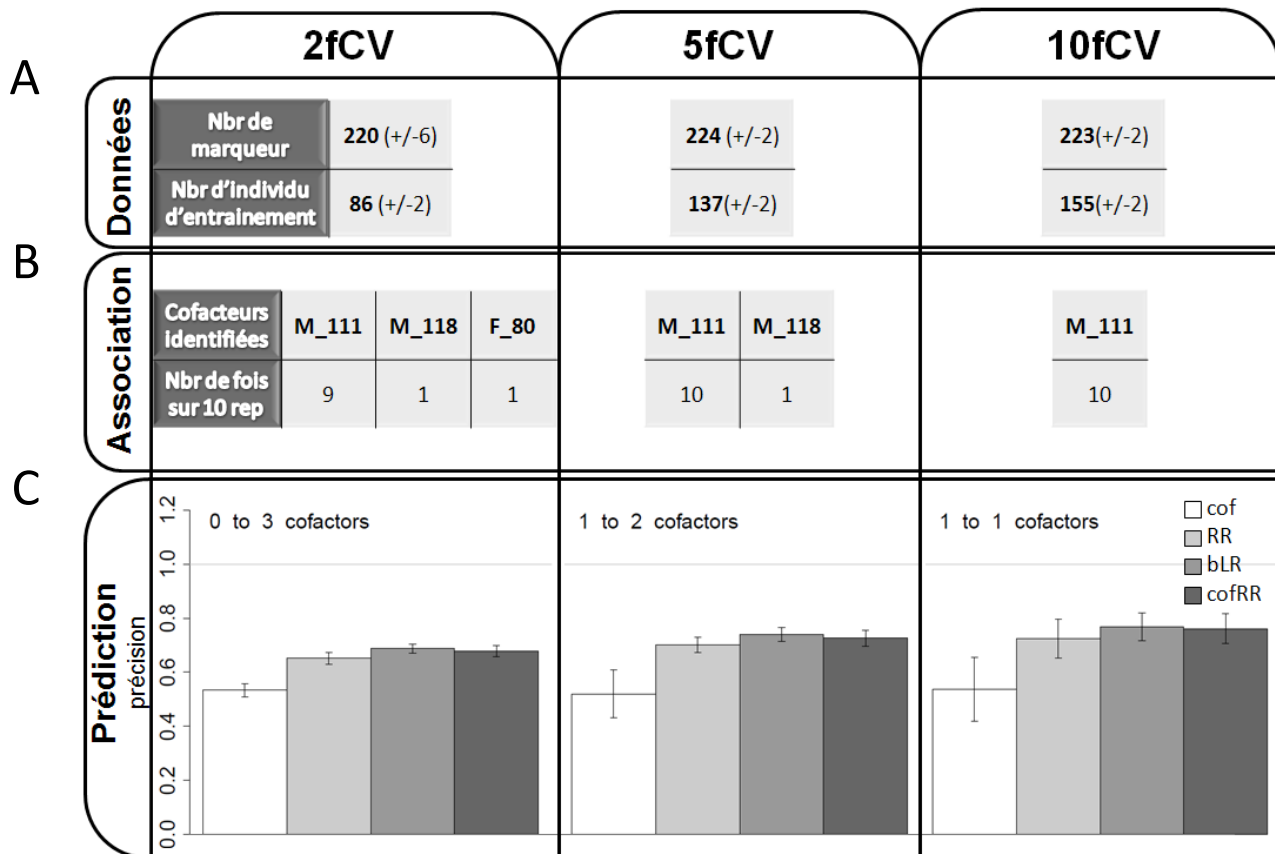 2fCV
5fCV
10fCV
A
Données
Nbr de marqueur
220 (+/-6)
224 (+/-2)
223(+/-2)
Nbr d'individu d'entrainement
86 (+/-2)
137(+/-2)
155(+/-2)
B
Association
Cofacteurs identifiées
M_111
M_118
F_80
M_111
M_118
M_111
Nbr de fois sur 10 rep
9
1
1
10
1
10
C
Prédiction
précision
0.0
0.2
0.4
0.6
0.8
1.0
1.2
0 to 3 cofactors
1 to 2 cofactors
1 to 1 cofactors
cof
RR
bLR
cofRR